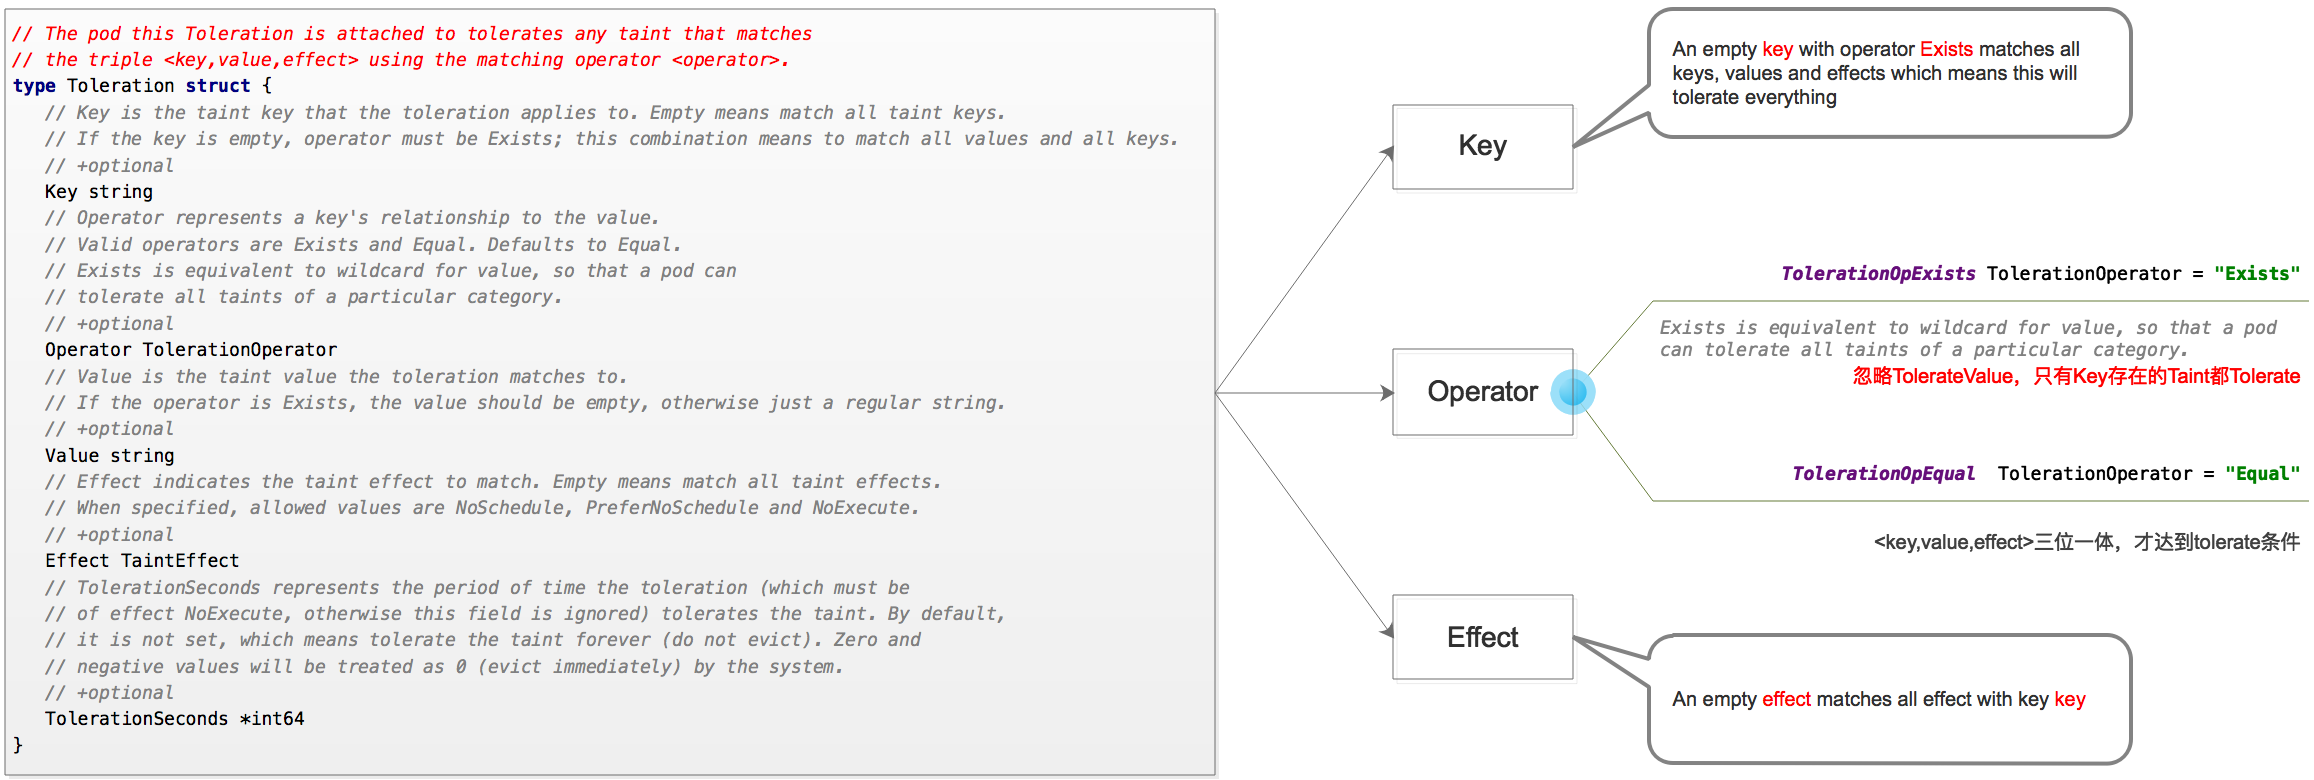 // The pod this Toleration is attached to tolerates any taint that matches
// the triple <key,value,effect> using the matching operator <operator>.
type Toleration struct {
// Key is the taint key that the toleration applies to. Empty means match all taint keys.
// If the key is empty, operator must be Exists; this combination means to match all values and all keys.
// +optional
Key string
// Operator represents a key's relationship to the value.
// Valid operators are Exists and Equal. Defaults to Equal.
// Exists is equivalent to wildcard for value, so that a pod can
// tolerate all taints of a particular category.
// +optional
Operator TolerationOperator
// Value is the taint value the toleration matches to.
// If the operator is Exists, the value should be empty, otherwise just a regular string.
// +optional
Value string
// Effect indicates the taint effect to match. Empty means match all taint effects.
// When specified, allowed values are NoSchedule, PreferNoSchedule and NoExecute.
// +optional
Effect TaintEffect
// TolerationSeconds represents the period of time the toleration (which must be
// of effect NoExecute, otherwise this field is ignored) tolerates the taint. By default,
// it is not set, which means tolerate the taint forever (do not evict). Zero and
// negative values will be treated as 0 (evict immediately) by the system.
// +optional
TolerationSeconds *int64
}
Key
An empty key with operator Exists matches all
keys, values and effects which means this will
tolerate everything
Operator
TolerationOpExists TolerationOperator = "Exists"
Exists is equivalent to wildcard for value, so that a pod
can tolerate all taints of a particular category.
忽略TolerateValue，只有Key存在的Taint都Tolerate
TolerationOpEqual TolerationOperator = "Equal"
<key,value,effect>三位一体，才达到tolerate条件
Effect
An empty effect matches all effect with key key